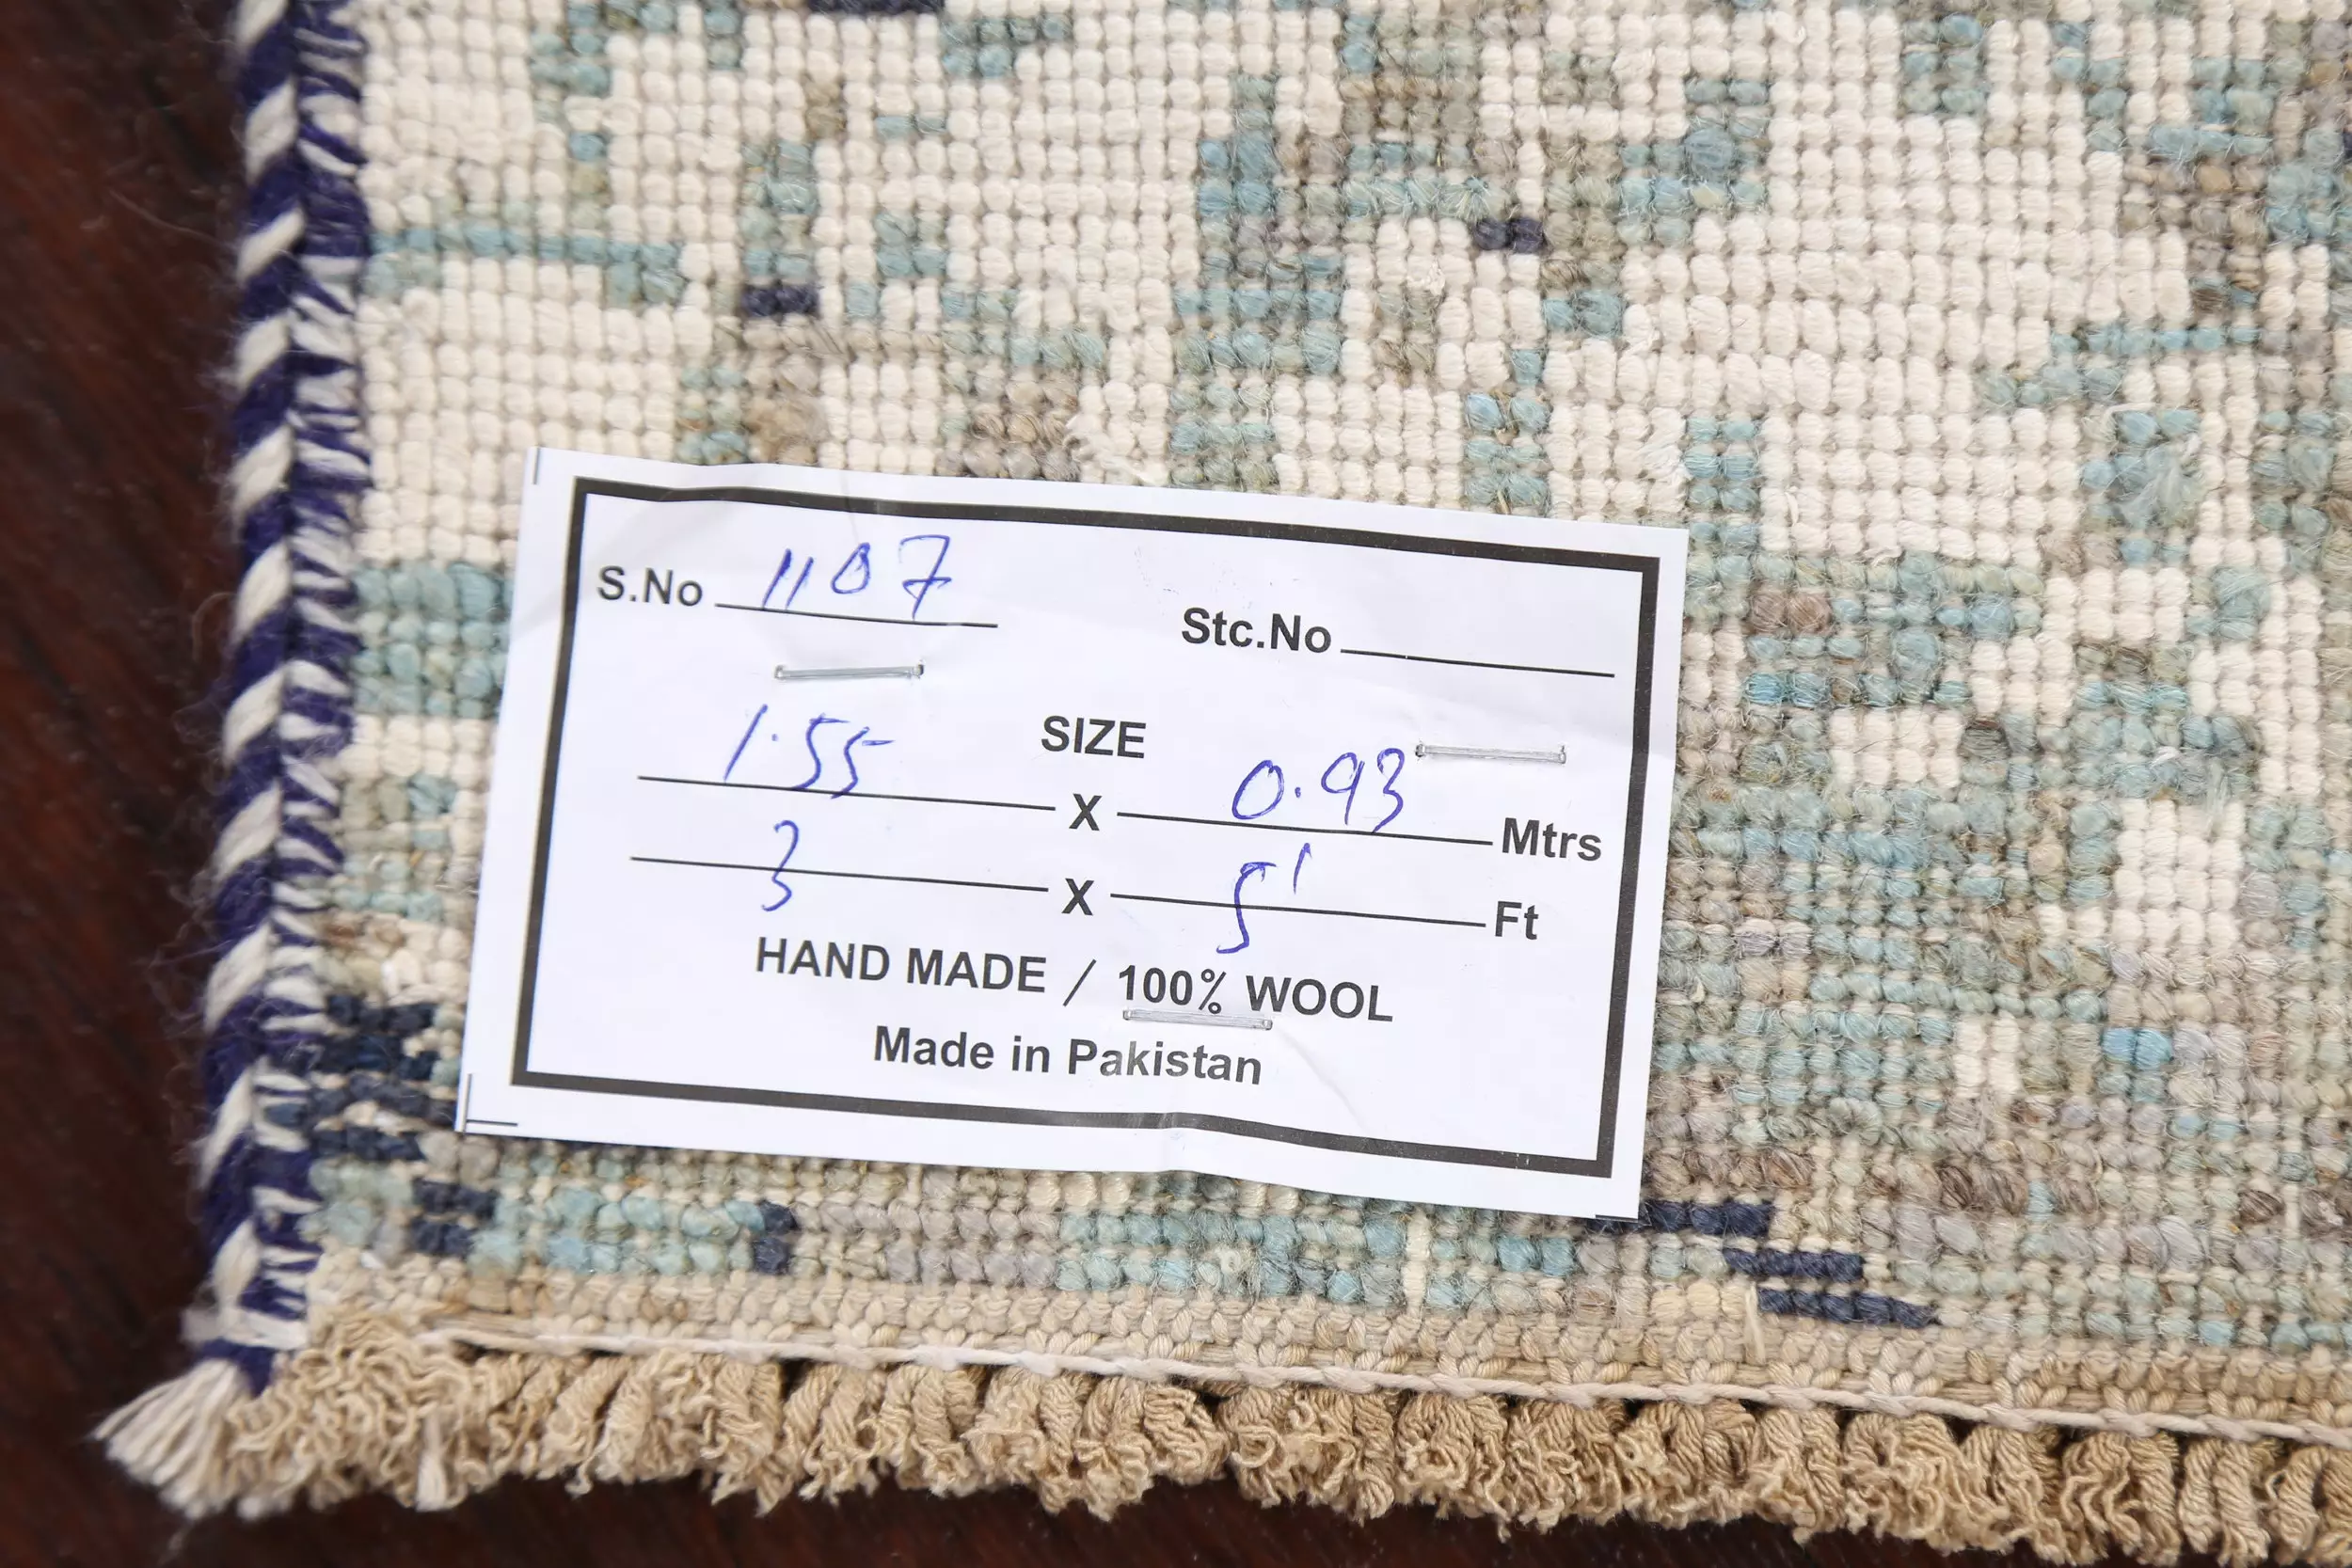 S.No 1107 Stc.No
SIZE
1.55 X 0.93 Mtrs
3 X 5' Ft
HAND MADE / 100% WOOL
Made in Pakistan